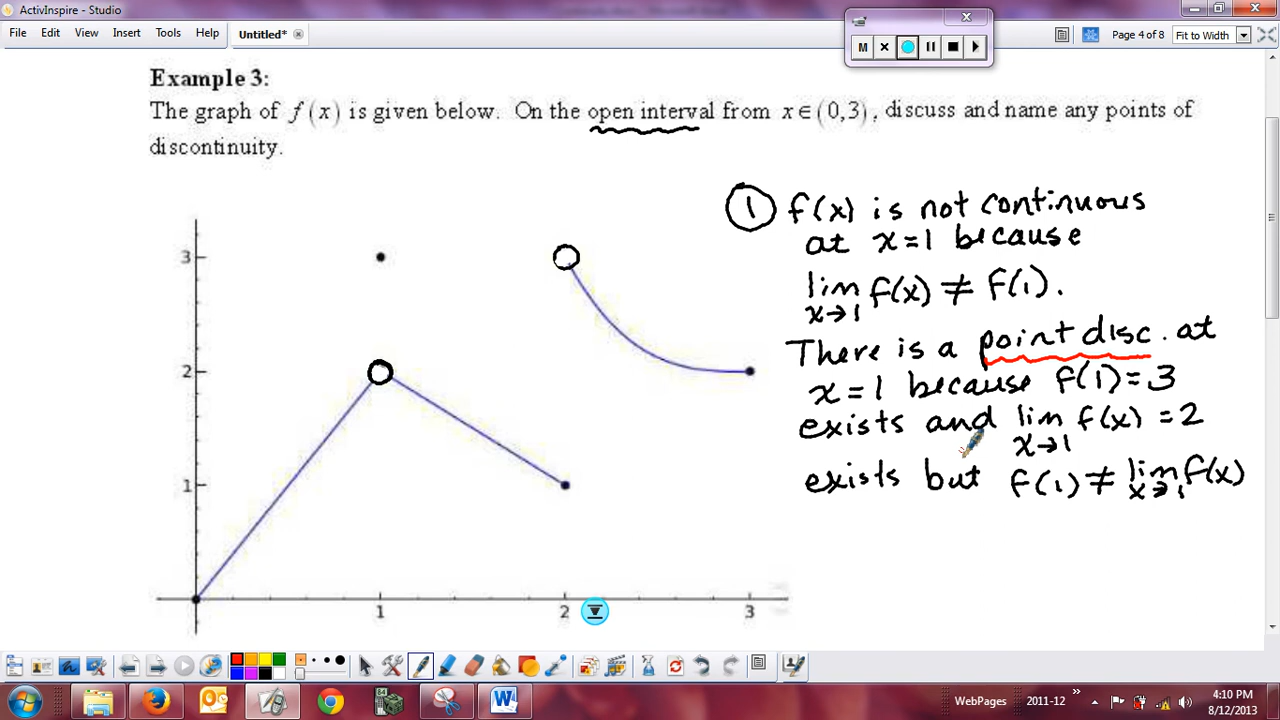 ActivInspire - Studio
File Edit View Insert Tools Help Untitled* Page 4 of 8 Fit to Width
M
Example 3:
The graph of f(x) is given below. On the open interval from x∈(0,3), discuss and name any points of
discontinuity.
① f(x) is not continuous
at x=1 because
lim f(x) ≠ f(1).
x→1
There is a point disc. at
x=1 because f(1)=3
exists and lim f(x) =2
x→1
exists but f(1) ≠ lim f(x)
x→1
3
2
1
1 2 3
WebPages 2011-12 »
4:10 PM
8/12/2013